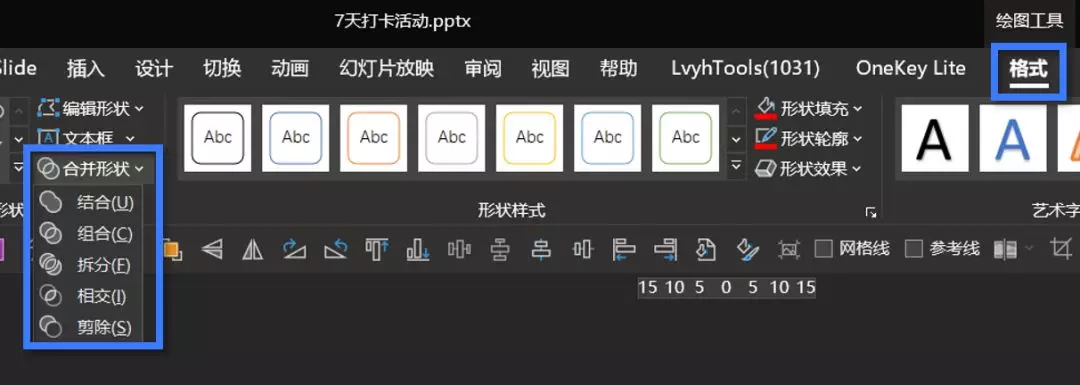 7天打卡活动.pptx
绘图工具
Slide 插入 设计 切换 动画 幻灯片放映 审阅 视图 帮助 LvyhTools(1031) OneKey Lite 格式
编辑形状
文本框
合并形状
结合(U)
组合(C)
拆分(F)
相交(I)
剪除(S)
Abc Abc Abc Abc Abc Abc Abc
形状填充
形状轮廓
形状效果
A A
形状样式
艺术字
网格线 参考线
15 10 5 0 5 10 15